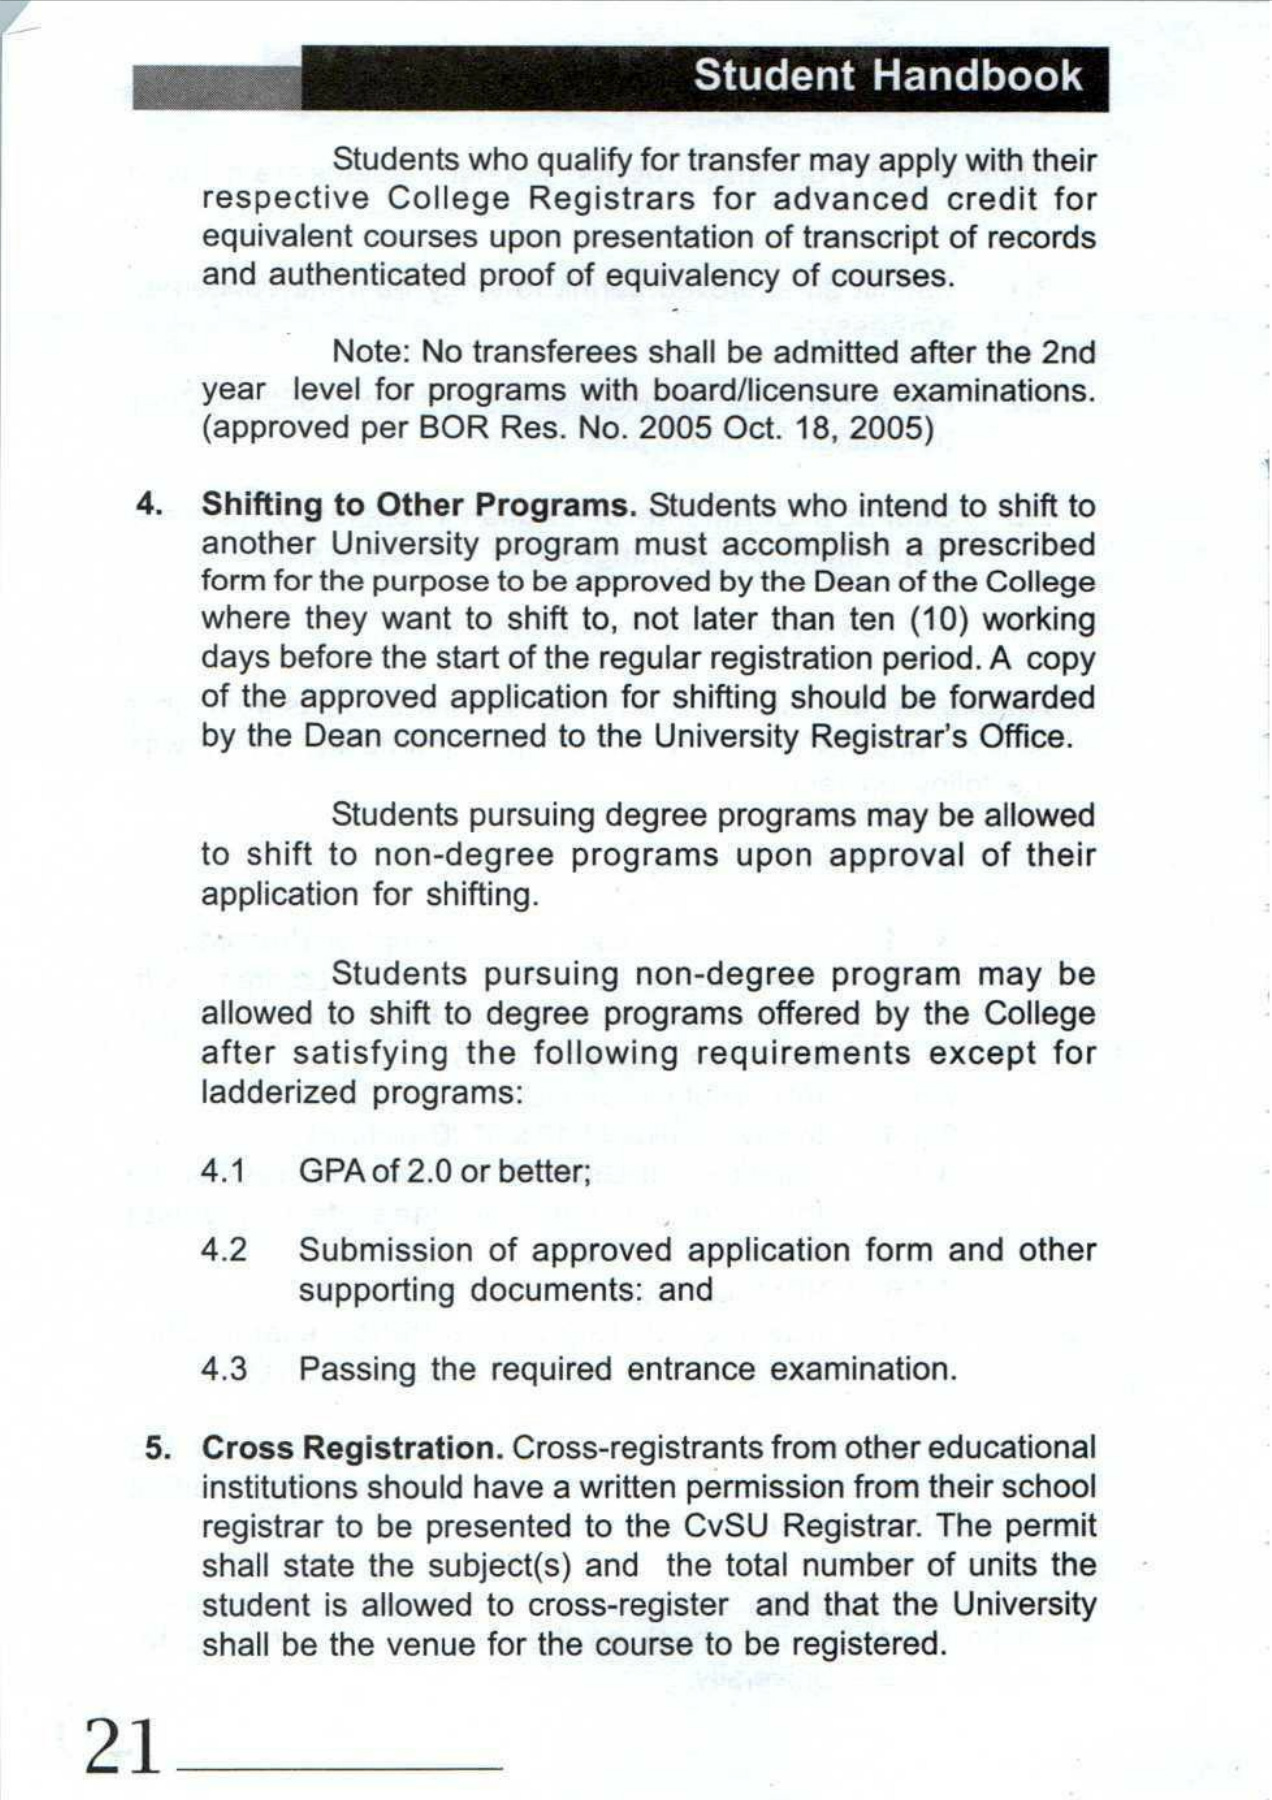 Student Handbook
Students who qualify for transfer may apply with their
respective College Registrars for advanced credit for
equivalent courses upon presentation of transcript of records
and authenticated proof of equivalency of courses.
Note: No transferees shall be admitted after the 2nd
year level for programs with board/licensure examinations.
(approved per BOR Res. No. 2005 Oct. 18, 2005)
4. Shifting to Other Programs. Students who intend to shift to
another University program must accomplish a prescribed
form for the purpose to be approved by the Dean of the College
where they want to shift to, not later than ten (10) working
days before the start of the regular registration period. A copy
of the approved application for shifting should be forwarded
by the Dean concerned to the University Registrar's Office.
Students pursuing degree programs may be allowed
to shift to non-degree programs upon approval of their
application for shifting.
Students pursuing non-degree program may be
allowed to shift to degree programs offered by the College
after satisfying the following requirements except for
ladderized programs:
4.1 GPA of 2.0 or better;
4.2 Submission of approved application form and other
supporting documents: and
4.3 Passing the required entrance examination.
5. Cross Registration. Cross-registrants from other educational
institutions should have a written permission from their school
registrar to be presented to the CvSU Registrar. The permit
shall state the subject(s) and the total number of units the
student is allowed to cross-register and that the University
shall be the venue for the course to be registered.
21